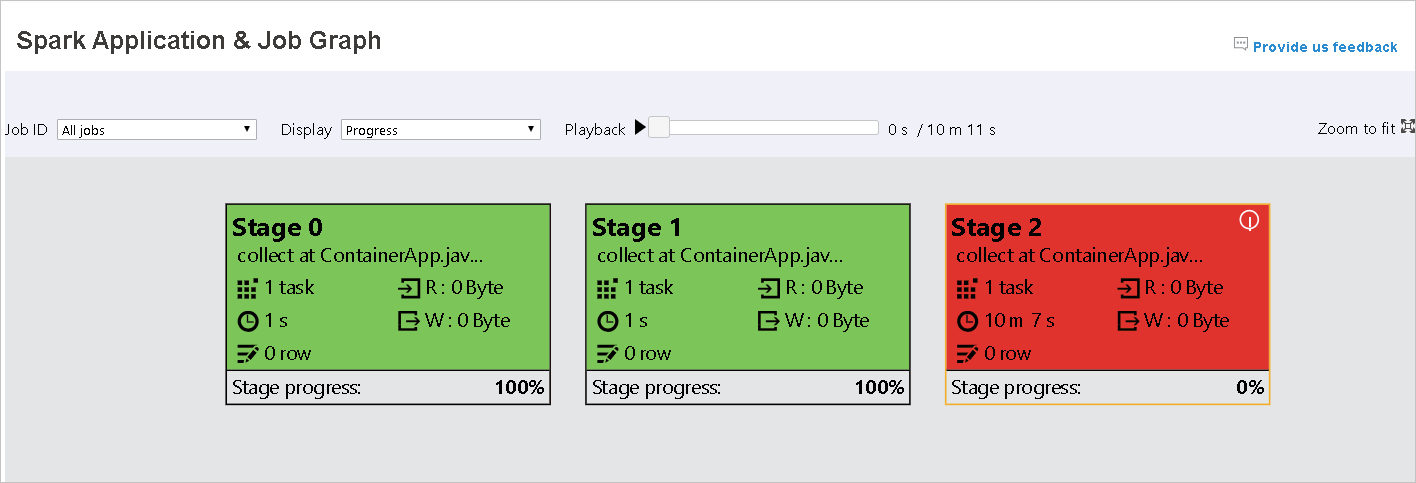 Spark Application & Job Graph
Provide us feedback
Job ID All jobs Display Progress Playback 0 s / 10 m 11 s Zoom to fit
Stage 0
collect at ContainerApp.jav...
1 task R : 0 Byte
1 s W : 0 Byte
0 row
Stage progress: 100%
Stage 1
collect at ContainerApp.jav...
1 task R : 0 Byte
1 s W : 0 Byte
0 row
Stage progress: 100%
Stage 2
collect at ContainerApp.jav...
1 task R : 0 Byte
10 m 7 s W : 0 Byte
0 row
Stage progress: 0%